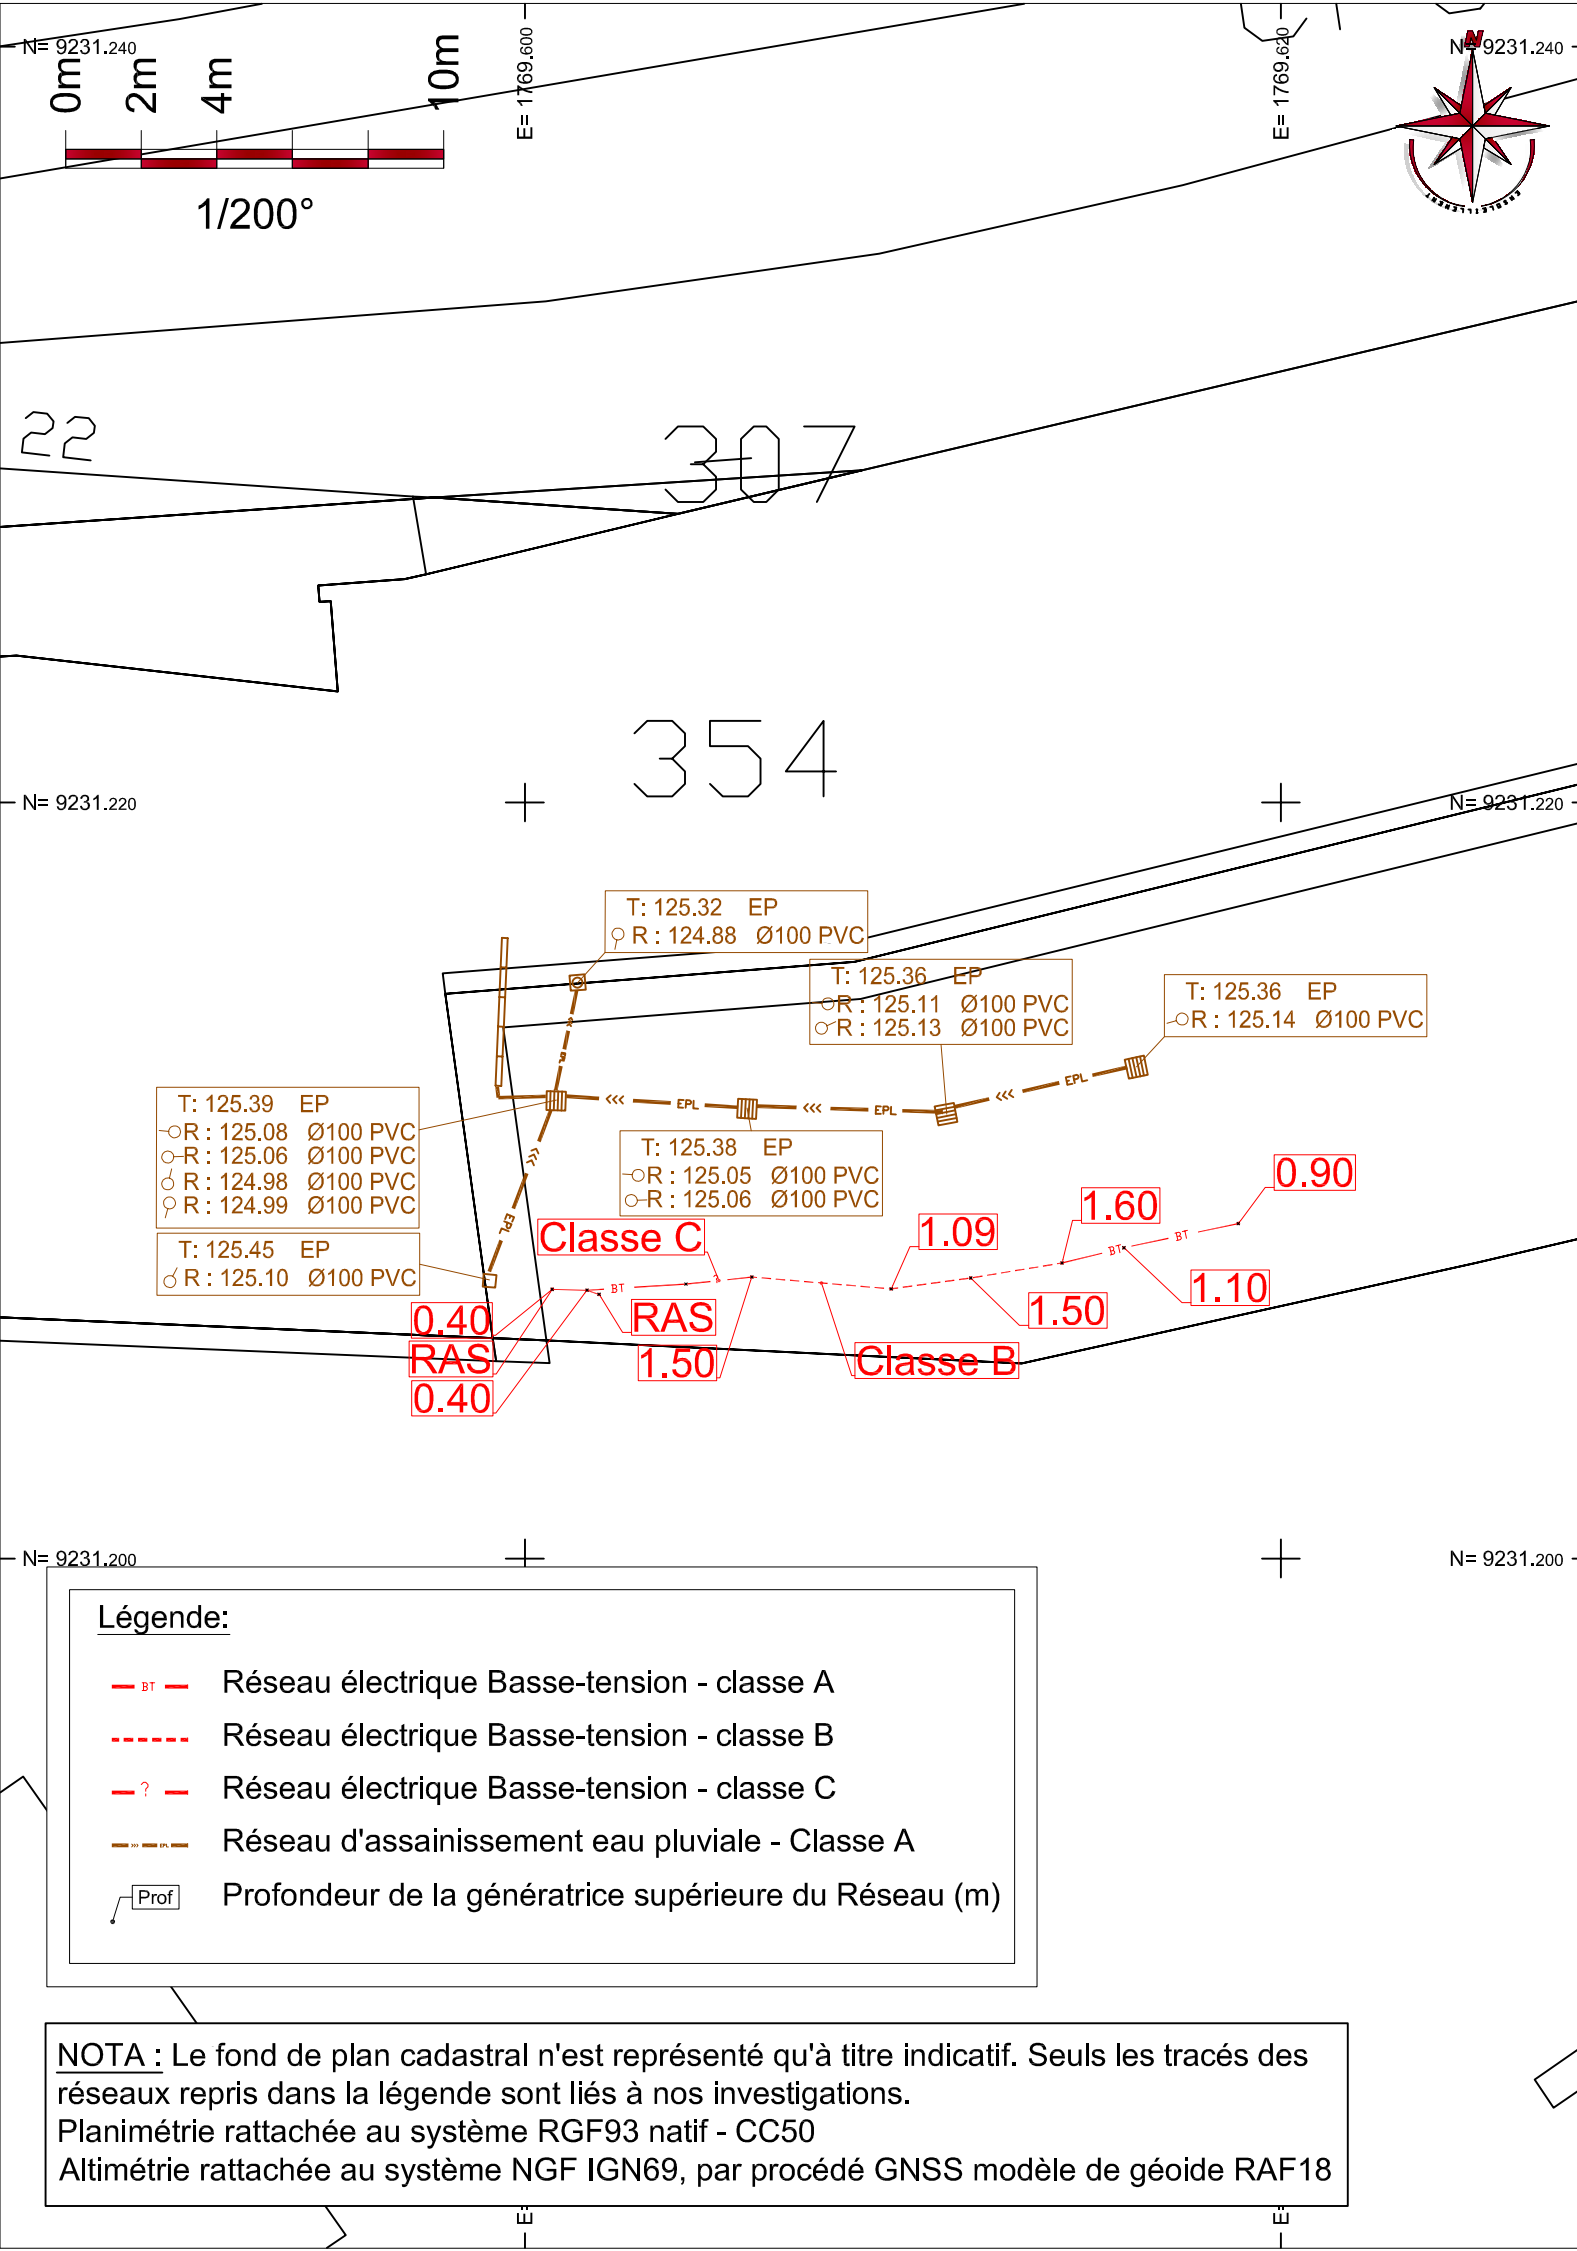 N= 9231.240
E= 1769.600
E= 1769.620
N= 9231.240
N
0m
2m
4m
10m
1/200°
22
307
354
N= 9231.220
N= 9231.220
T: 125.32 EP
R : 124.88 Ø100 PVC
T: 125.36 EP
R : 125.11 Ø100 PVC
R : 125.13 Ø100 PVC
T: 125.36 EP
R : 125.14 Ø100 PVC
T: 125.39 EP
R : 125.08 Ø100 PVC
R : 125.06 Ø100 PVC
R : 124.98 Ø100 PVC
R : 124.99 Ø100 PVC
EPL
EPL
EPL
EPL
T: 125.38 EP
R : 125.05 Ø100 PVC
R : 125.06 Ø100 PVC
T: 125.45 EP
R : 125.10 Ø100 PVC
0.90
1.60
1.09
Classe C
BT
BT
BT
?
1.10
1.50
0.40
RAS
RAS
1.50
Classe B
0.40
N= 9231.200
N= 9231.200
Légende:
BT Réseau électrique Basse-tension - classe A
Réseau électrique Basse-tension - classe B
? Réseau électrique Basse-tension - classe C
EPL Réseau d'assainissement eau pluviale - Classe A
Prof Profondeur de la génératrice supérieure du Réseau (m)
NOTA : Le fond de plan cadastral n'est représenté qu'à titre indicatif. Seuls les tracés des
réseaux repris dans la légende sont liés à nos investigations.
Planimétrie rattachée au système RGF93 natif - CC50
Altimétrie rattachée au système NGF IGN69, par procédé GNSS modèle de géoide RAF18